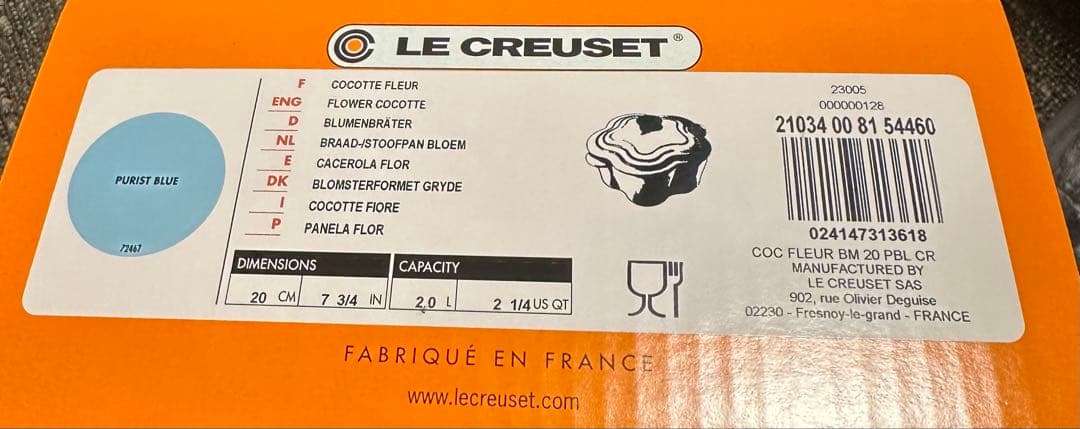 LE CREUSET®
F COCOTTE FLEUR
ENG FLOWER COCOTTE
D BLUMENBRÄTER
NL BRAAD-/STOOFPAN BLOEM
E CACEROLA FLOR
DK BLOMSTERFORMET GRYDE
I COCOTTE FIORE
P PANELA FLOR
PURIST BLUE
72467
DIMENSIONS CAPACITY
20 CM 7 3/4 IN 2,0 L 2 1/4 US QT
23005
000000128
21034 00 81 54460
024147313618
COC FLEUR BM 20 PBL CR
MANUFACTURED BY
LE CREUSET SAS
902, rue Olivier Deguise
02230 - Fresnoy-le-grand - FRANCE
FABRIQUÉ EN FRANCE
www.lecreuset.com